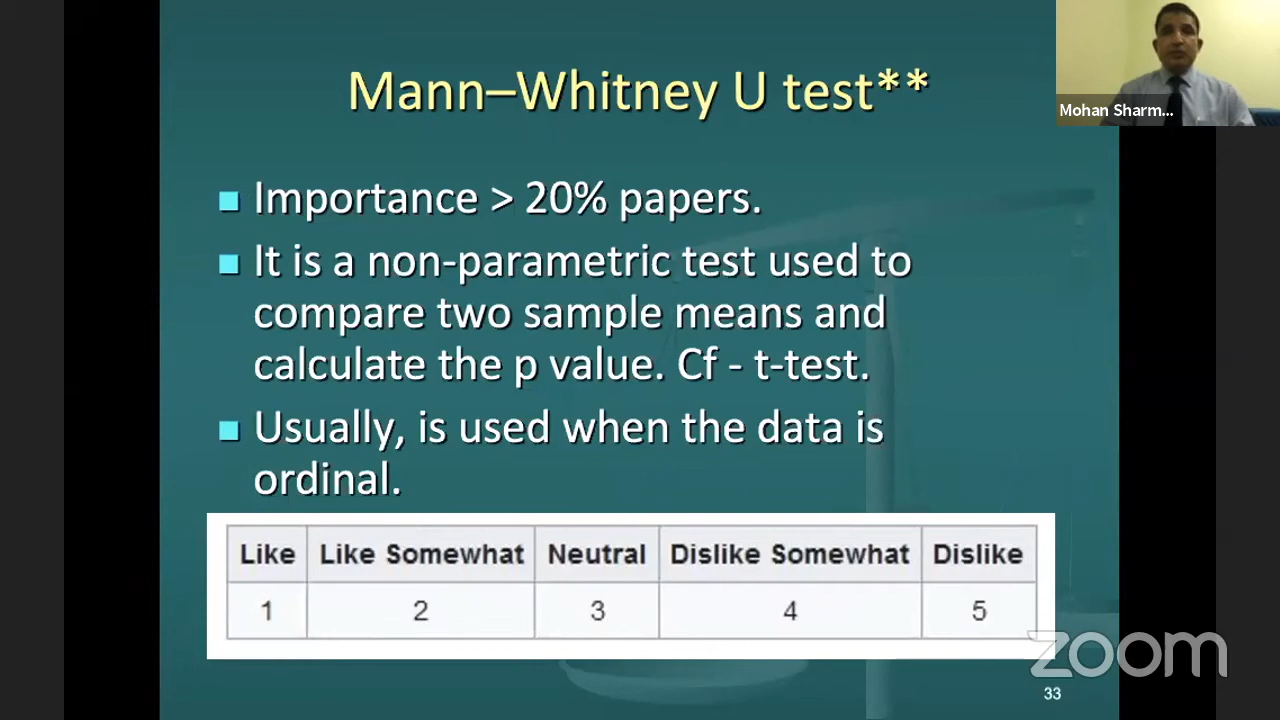 Mann–Whitney U test**
Mohan Sharm...
Importance > 20% papers.
It is a non-parametric test used to
compare two sample means and
calculate the p value. Cf - t-test.
Usually, is used when the data is
ordinal.
Like Like Somewhat Neutral Dislike Somewhat Dislike
1 2 3 4 5
zoom
33